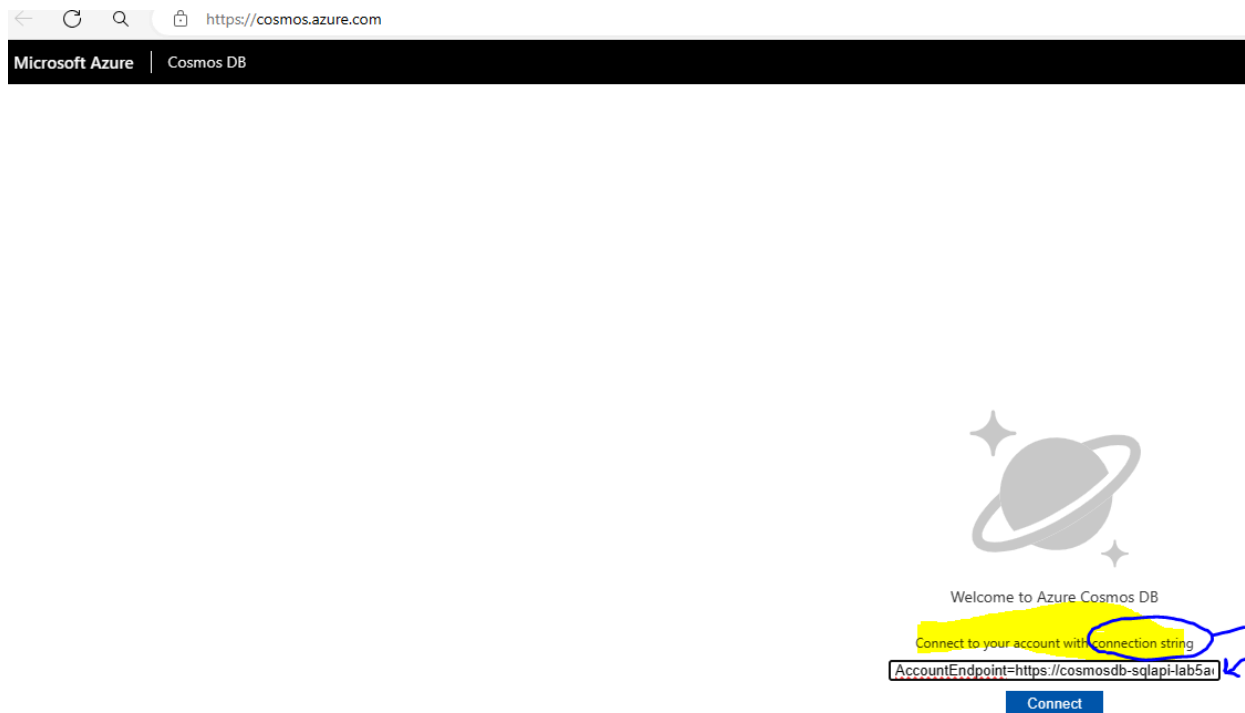 https://cosmos.azure.com
Microsoft Azure Cosmos DB
Welcome to Azure Cosmos DB
Connect to your account with connection string
AccountEndpoint=https://cosmosdb-sqlapi-lab5a
Connect